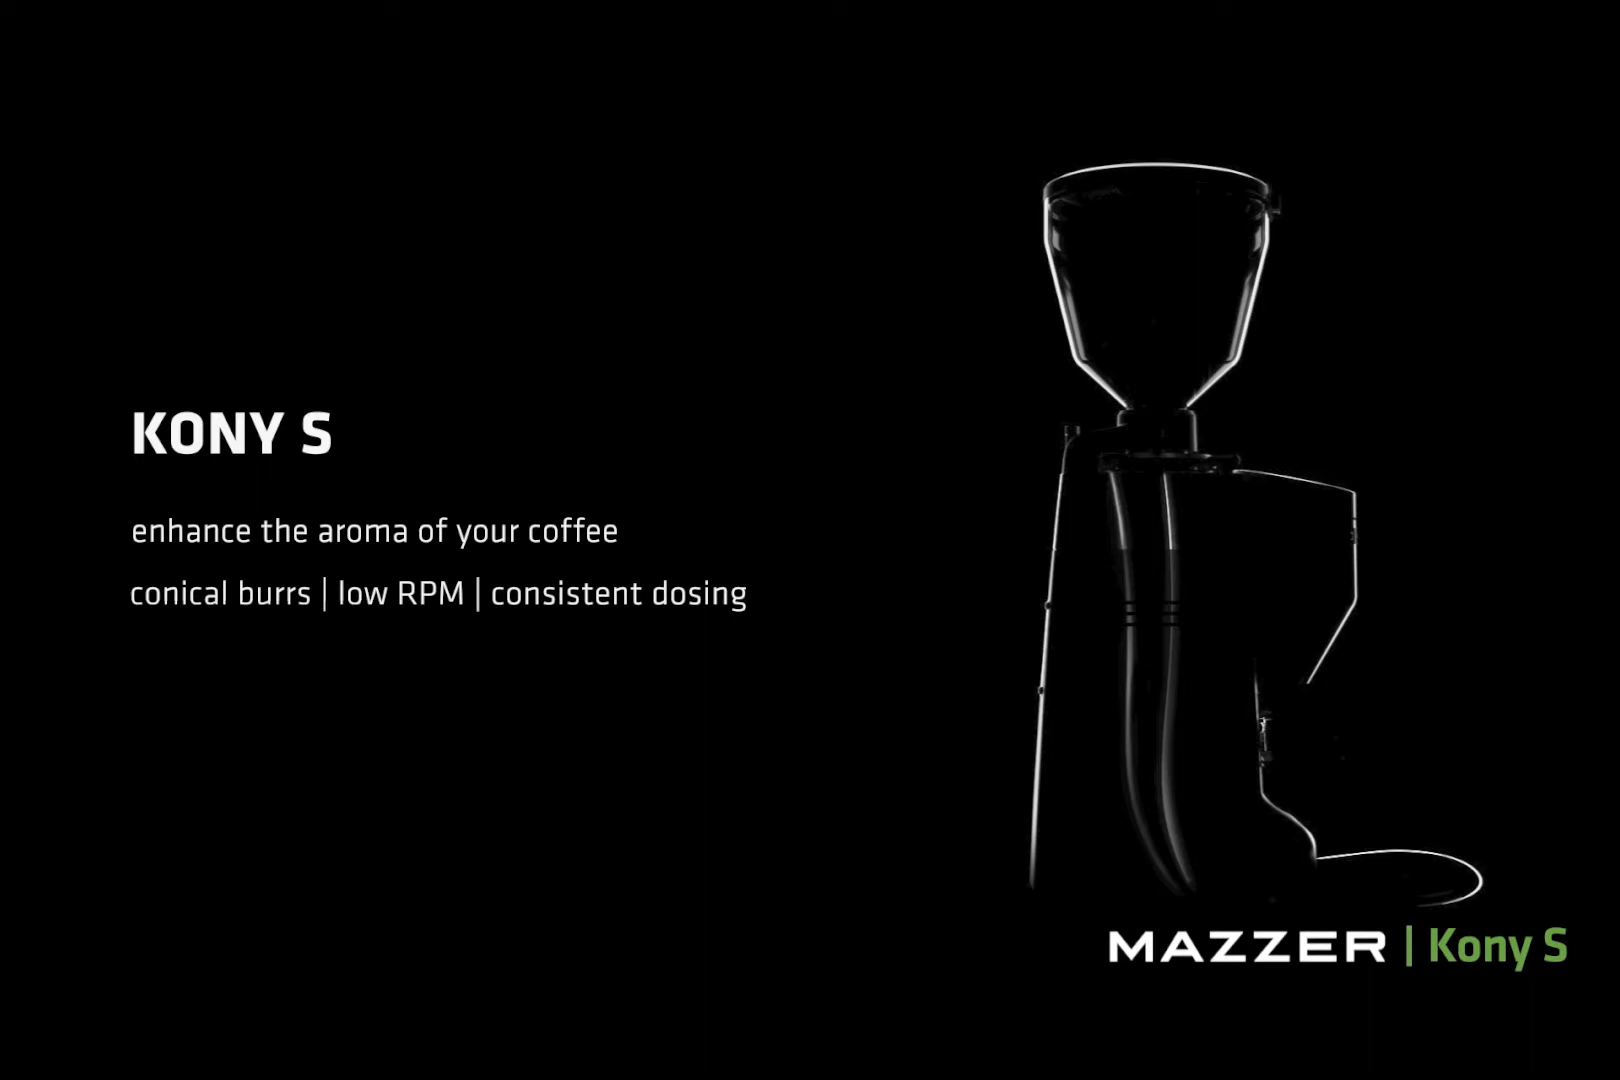 KONY S
enhance the aroma of your coffee
conical burrs | low RPM | consistent dosing
MAZZER | Kony S